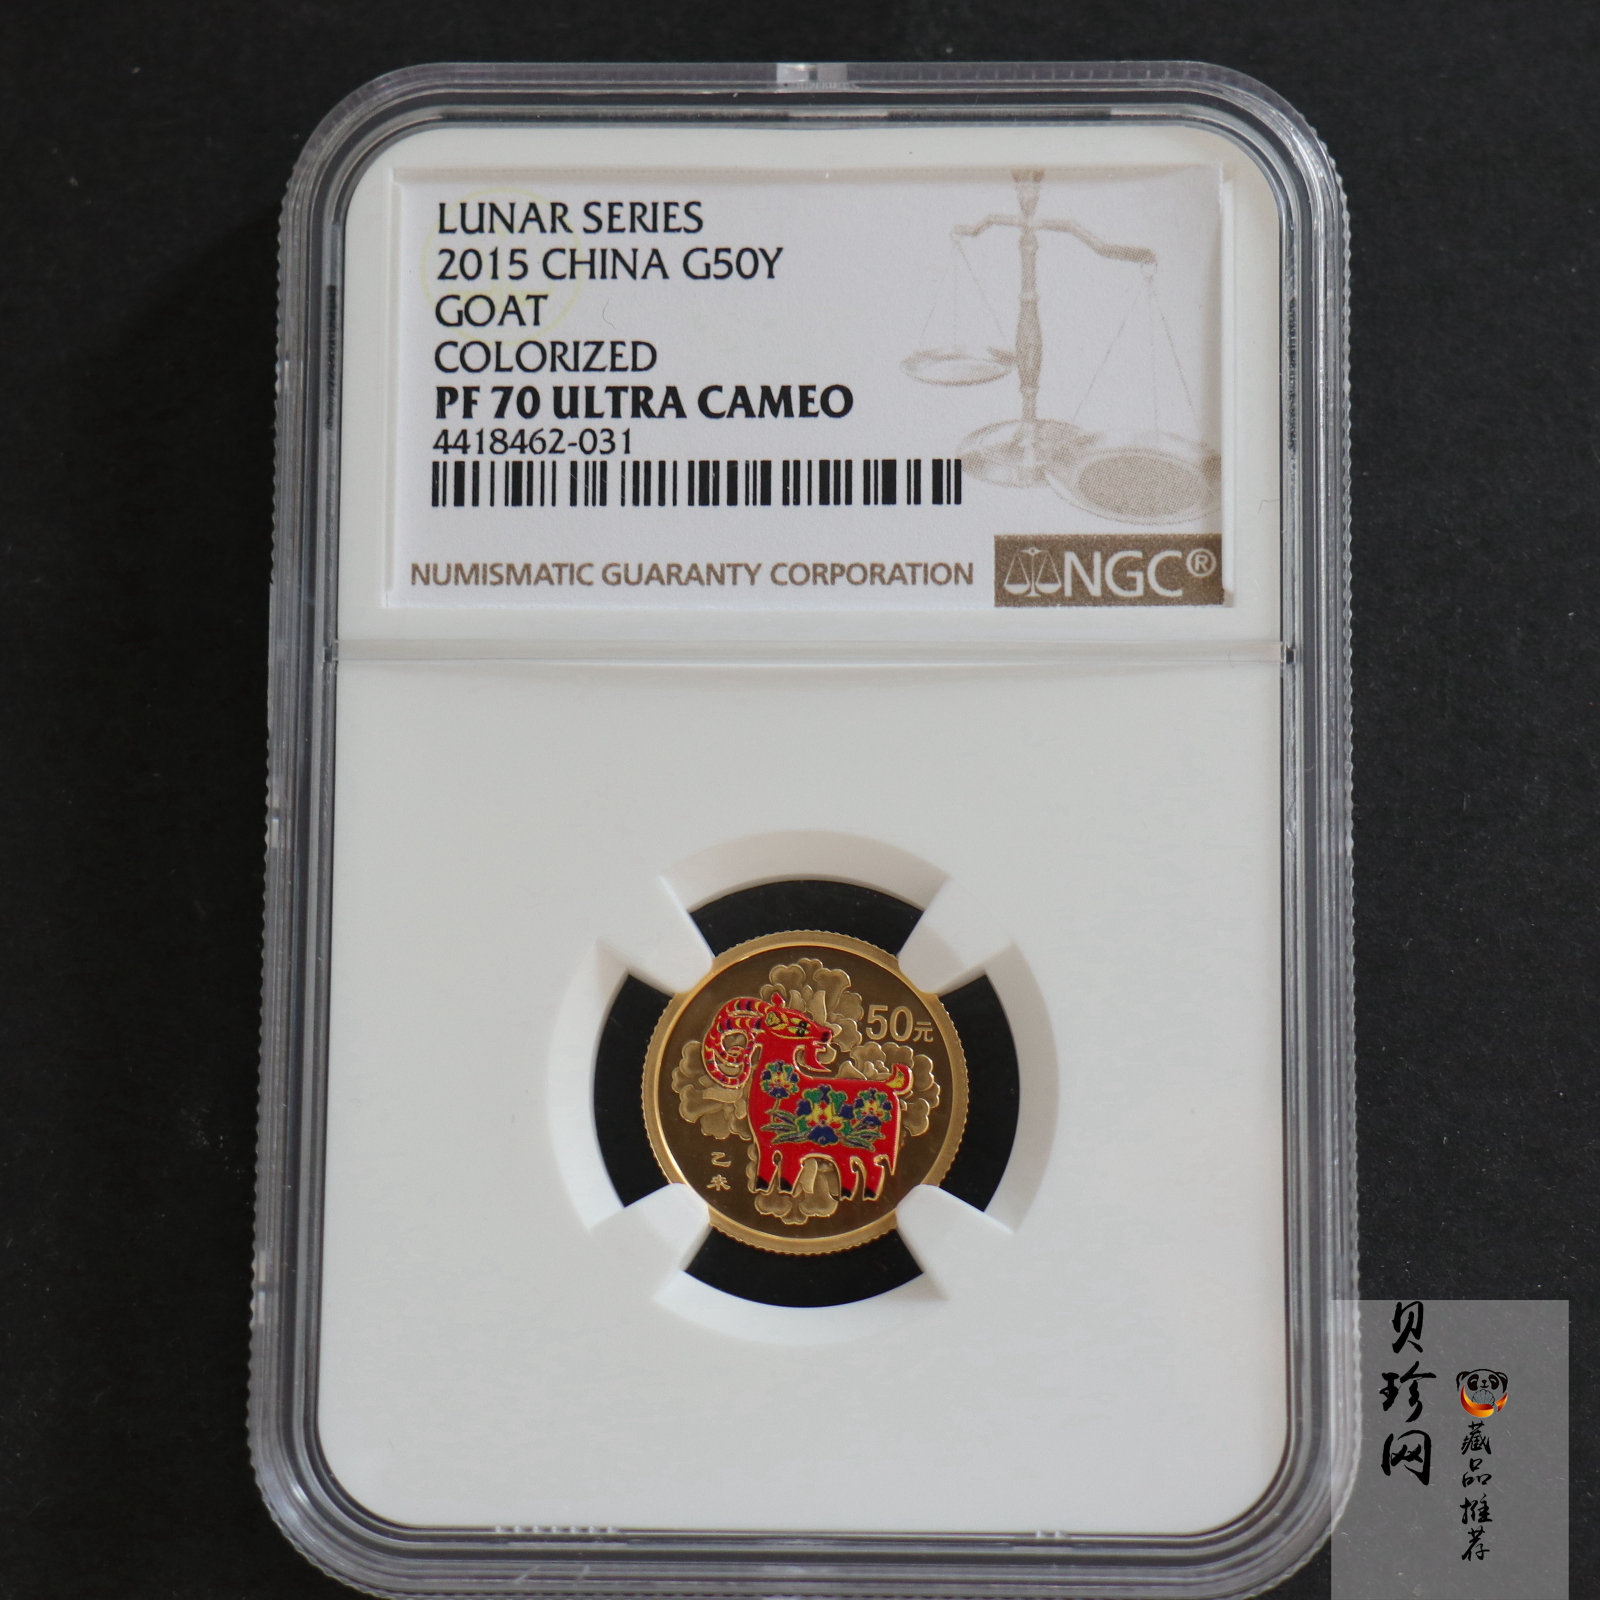 LUNAR SERIES
2015 CHINA G50Y
GOAT
COLORIZED
PF 70 ULTRA CAMEO
4418462-031
NUMISMATIC GUARANTY CORPORATION
NGC®
50元
乙未
贝珍网
藏品推荐